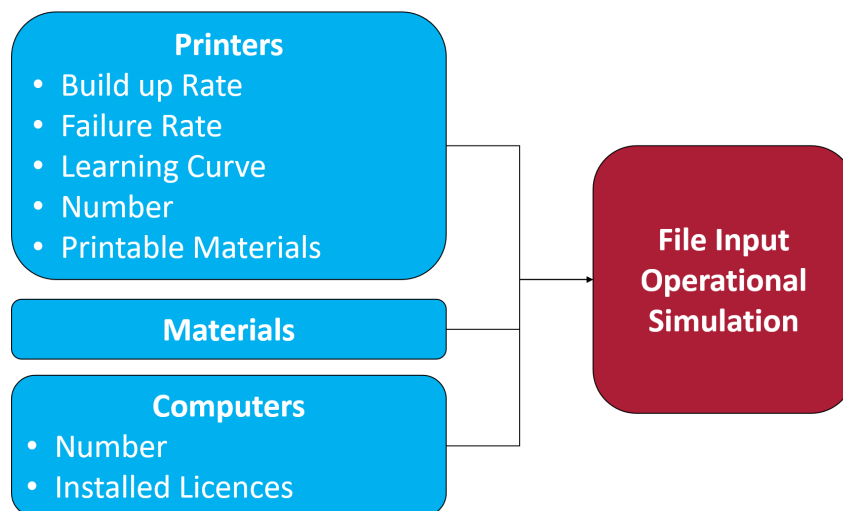 Printers
• Build up Rate
• Failure Rate
• Learning Curve
• Number
• Printable Materials
Materials
Computers
• Number
• Installed Licences
File Input
Operational
Simulation